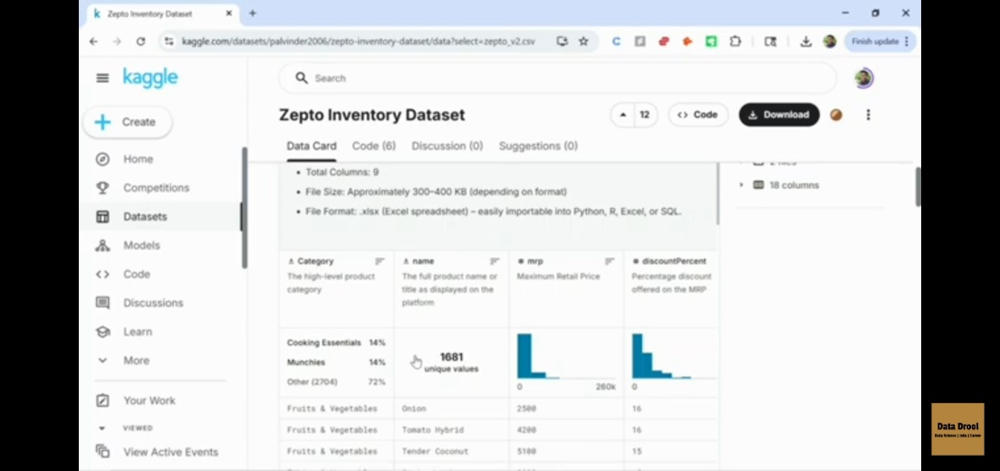 Zepto Inventory Dataset
kaggle.com/datasets/palvinder2006/zepto-inventory-dataset/data?select=zepto_v2.csv
Finish update
kaggle
Search
Create
Zepto Inventory Dataset
12
Code
Download
Home
Data Card
Code (6)
Discussion (0)
Suggestions (0)
Competitions
Datasets
Models
Code
Discussions
Learn
More
Your Work
VIEWED
View Active Events
• Total Columns: 9
• File Size: Approximately 300–400 KB (depending on format)
• File Format: .xlsx (Excel spreadsheet) – easily importable into Python, R, Excel, or SQL.
2 files
18 columns
Category
The high-level product
category
name
The full product name or
title as displayed on the
platform
mrp
Maximum Retail Price
discountPercent
Percentage discount
offered on the MRP
Cooking Essentials 14%
Munchies 14%
Other (2704) 72%
1681
unique values
0 260k
0
Fruits & Vegetables Onion 2500 16
Fruits & Vegetables Tomato Hybrid 4200 16
Fruits & Vegetables Tender Coconut 5100 15
Data Drool
Data Science | Jobs | Career